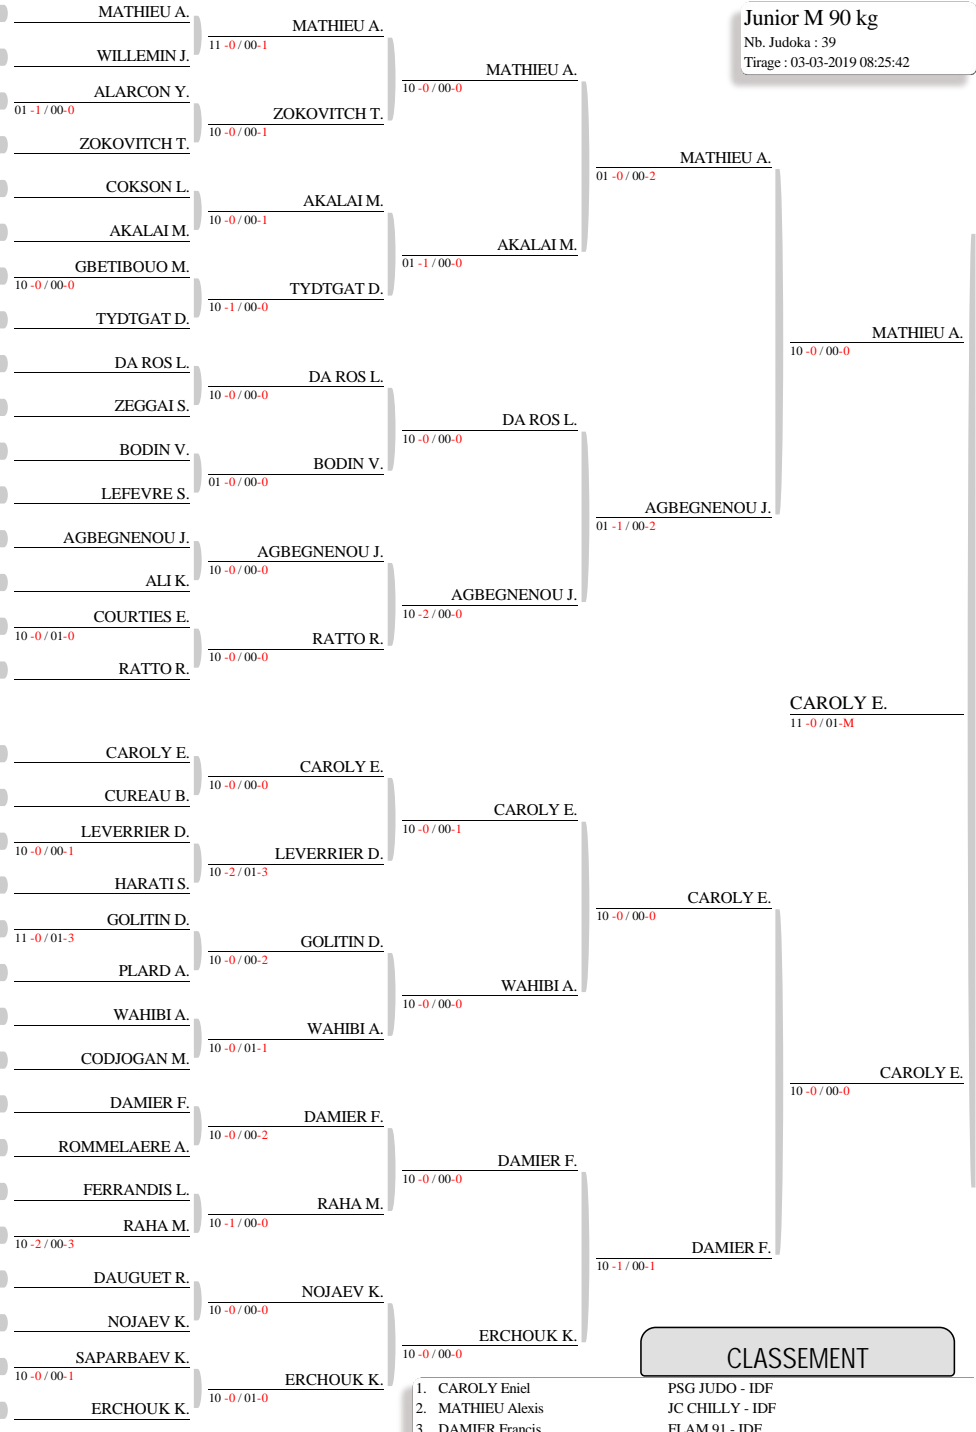 Junior M 90 kg
Nb. Judoka : 39
Tirage : 03-03-2019 08:25:42
MATHIEU A.
WILLEMIN J.
ALARCON Y.
01 -1 / 00-0
ZOKOVITCH T.
COKSON L.
AKALAI M.
GBETIBOUO M.
10 -0 / 00-0
TYDTGAT D.
DA ROS L.
ZEGGAI S.
BODIN V.
LEFEVRE S.
AGBEGNENOU J.
ALI K.
COURTIES E.
10 -0 / 01-0
RATTO R.
CAROLY E.
CUREAU B.
LEVERRIER D.
10 -0 / 00-1
HARATI S.
GOLITIN D.
11 -0 / 01-3
PLARD A.
WAHIBI A.
CODJOGAN M.
DAMIER F.
ROMMELAERE A.
FERRANDIS L.
RAHA M.
10 -2 / 00-3
DAUGUET R.
NOJAEV K.
SAPARBAEV K.
10 -0 / 00-1
ERCHOUK K.
MATHIEU A.
11 -0 / 00-1
ZOKOVITCH T.
10 -0 / 00-1
AKALAI M.
10 -0 / 00-1
TYDTGAT D.
10 -1 / 00-0
DA ROS L.
10 -0 / 00-0
BODIN V.
01 -0 / 00-0
AGBEGNENOU J.
10 -0 / 00-0
RATTO R.
10 -0 / 00-0
CAROLY E.
10 -0 / 00-0
LEVERRIER D.
10 -2 / 01-3
GOLITIN D.
10 -0 / 00-2
WAHIBI A.
10 -0 / 01-1
DAMIER F.
10 -0 / 00-2
RAHA M.
10 -1 / 00-0
NOJAEV K.
10 -0 / 00-0
ERCHOUK K.
10 -0 / 01-0
MATHIEU A.
10 -0 / 00-0
AKALAI M.
01 -1 / 00-0
DA ROS L.
10 -0 / 00-0
AGBEGNENOU J.
10 -2 / 00-0
CAROLY E.
10 -0 / 00-1
WAHIBI A.
10 -0 / 00-0
DAMIER F.
10 -0 / 00-0
ERCHOUK K.
10 -0 / 00-0
MATHIEU A.
01 -0 / 00-2
AGBEGNENOU J.
01 -1 / 00-2
CAROLY E.
10 -0 / 00-0
DAMIER F.
10 -1 / 00-1
MATHIEU A.
10 -0 / 00-0
CAROLY E.
11 -0 / 01-M
CAROLY E.
10 -0 / 00-0
CLASSEMENT
1. CAROLY Eniel PSG JUDO - IDF
2. MATHIEU Alexis JC CHILLY - IDF
3. DAMIER Francis FLAM 91 - IDF